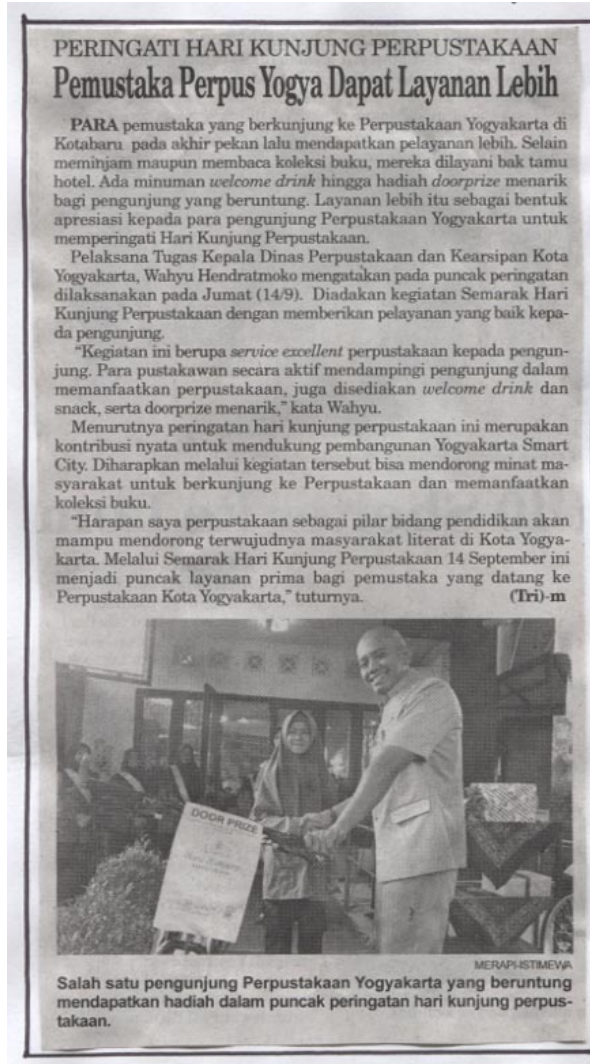 PERINGATI HARI KUNJUNG PERPUSTAKAAN
Pemustaka Perpus Yogya Dapat Layanan Lebih
PARA pemustaka yang berkunjung ke Perpustakaan Yogyakarta di
Kotabaru pada akhir pekan lalu mendapatkan pelayanan lebih. Selain
meminjam maupun membaca koleksi buku, mereka dilayani bak tamu
hotel. Ada minuman welcome drink hingga hadiah doorprize menarik
bagi pengunjung yang beruntung. Layanan lebih itu sebagai bentuk
apresiasi kepada para pengunjung Perpustakaan Yogyakarta untuk
memperingati Hari Kunjung Perpustakaan.
Pelaksana Tugas Kepala Dinas Perpustakaan dan Kearsipan Kota
Yogyakarta, Wahyu Hendratmoko mengatakan pada puncak peringatan
dilaksanakan pada Jumat (14/9). Diadakan kegiatan Semarak Hari
Kunjung Perpustakaan dengan memberikan pelayanan yang baik kepa-
da pengunjung.
"Kegiatan ini berupa service excellent perpustakaan kepada pengun-
jung. Para pustakawan secara aktif mendampingi pengunjung dalam
memanfaatkan perpustakaan, juga disediakan welcome drink dan
snack, serta doorprize menarik," kata Wahyu.
Menurutnya peringatan hari kunjung perpustakaan ini merupakan
kontribusi nyata untuk mendukung pembangunan Yogyakarta Smart
City. Diharapkan melalui kegiatan tersebut bisa mendorong minat ma-
syarakat untuk berkunjung ke Perpustakaan dan memanfaatkan
koleksi buku.
"Harapan saya perpustakaan sebagai pilar bidang pendidikan akan
mampu mendorong terwujudnya masyarakat literat di Kota Yogya-
karta. Melalui Semarak Hari Kunjung Perpustakaan 14 September ini
menjadi puncak layanan prima bagi pemustaka yang datang ke
Perpustakaan Kota Yogyakarta," tuturnya. (Tri)-m
DOOR PRIZE
Hari Kunjung
MERAPI-ISTIMEWA
Salah satu pengunjung Perpustakaan Yogyakarta yang beruntung
mendapatkan hadiah dalam puncak peringatan hari kunjung perpus-
takaan.